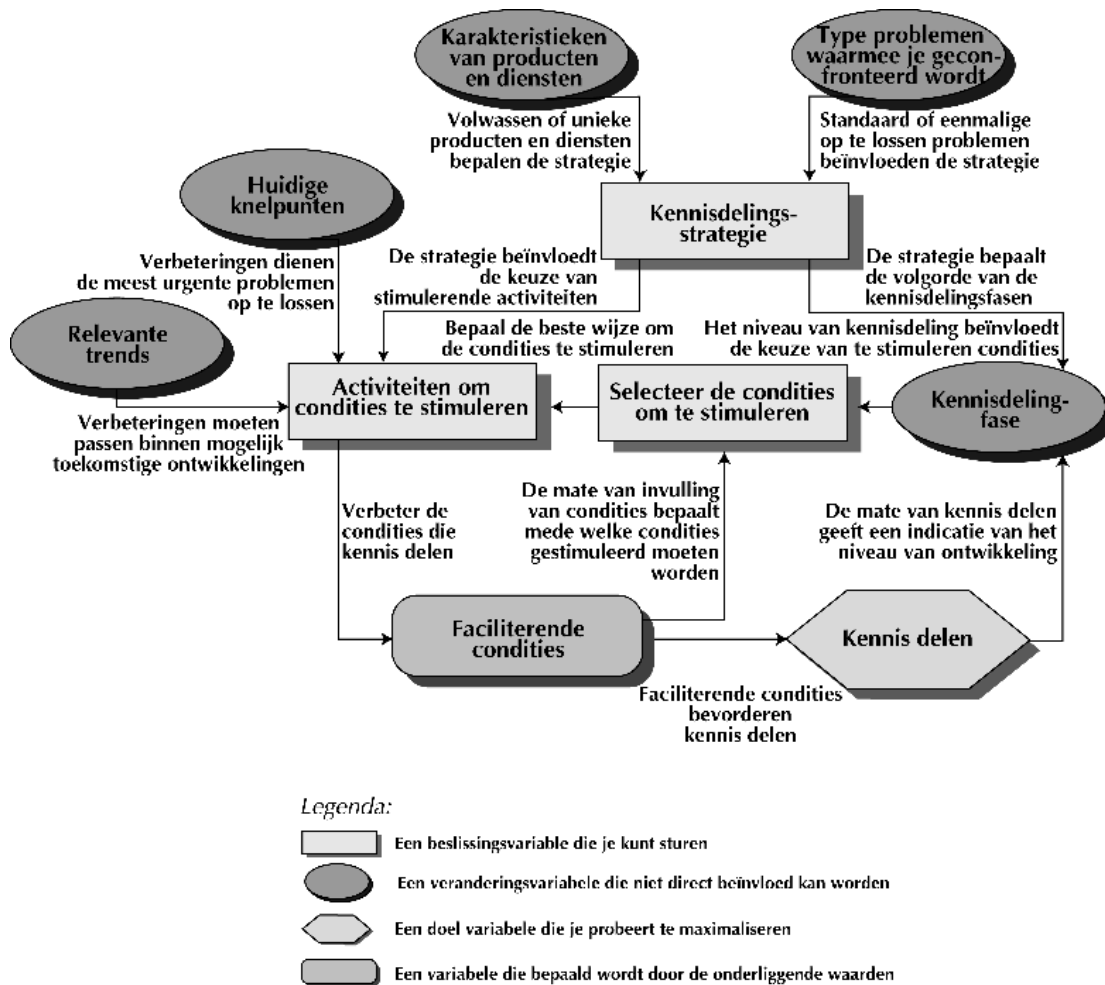 Karakteristieken
van producten
en diensten
Type problemen
waarmee je gecon-
fronteerd wordt
Volwassen of unieke
producten en diensten
bepalen de strategie
Standaard of eenmalige
op te lossen problemen
beïnvloeden de strategie
Huidige
knelpunten
Kennisdelings-
strategie
Verbeteringen dienen
de meest urgente problemen
op te lossen
De strategie beïnvloedt
de keuze van
stimulerende activiteiten
De strategie bepaalt
de volgorde van de
kennisdelingsfasen
Relevante
trends
Bepaal de beste wijze om
de condities te stimuleren
Het niveau van kennisdeling beïnvloedt
de keuze van te stimuleren condities
Activiteiten om
condities te stimuleren
Selecteer de condities
om te stimuleren
Kennisdeling-
fase
Verbeteringen moeten
passen binnen mogelijk
toekomstige ontwikkelingen
Verbeter de
condities die
kennis delen
De mate van invulling
van condities bepaalt
mede welke condities
gestimuleerd moeten
worden
De mate van kennis delen
geeft een indicatie van het
niveau van ontwikkeling
Faciliterende
condities
Kennis delen
Faciliterende condities
bevorderen
kennis delen
Legenda:
Een beslissingsvariable die je kunt sturen
Een veranderingsvariabele die niet direct beïnvloed kan worden
Een doel variabele die je probeert te maximaliseren
Een variabele die bepaald wordt door de onderliggende waarden